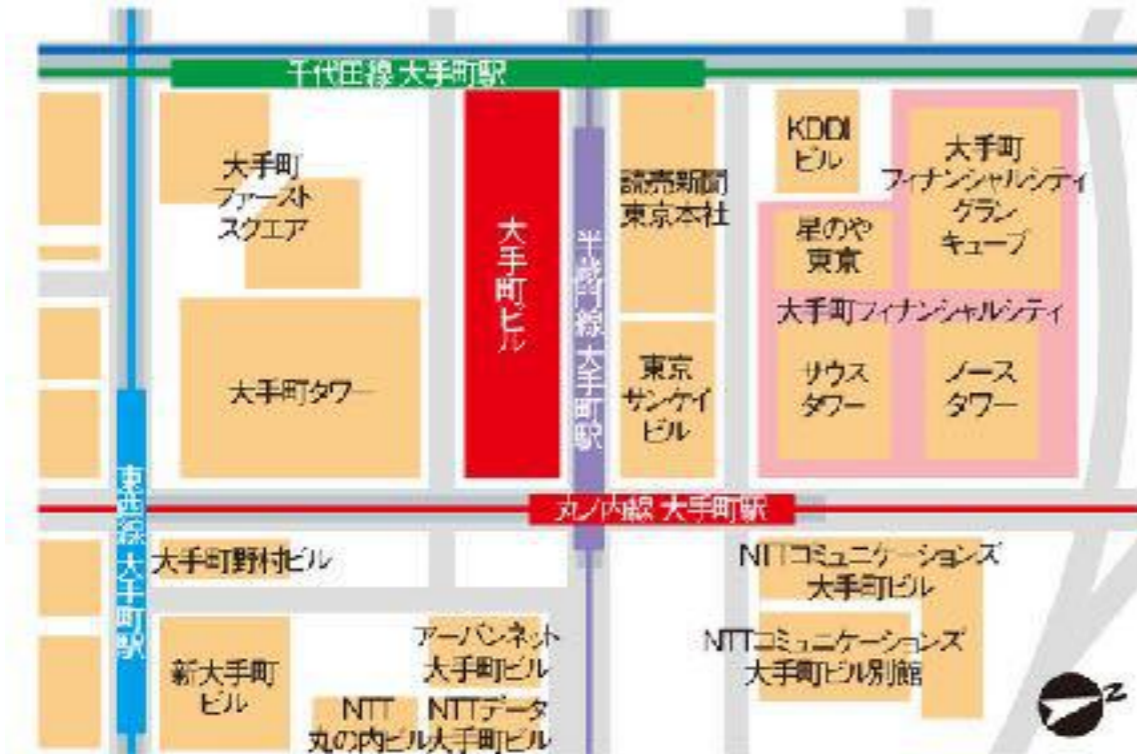 千代田線 大手町駅
大手町
ファースト
スクエア
大手町ビル
半蔵門線 大手町駅
読売新聞
東京本社
KDDI
ビル
大手町
フィナンシャルシティ
グラン
キューブ
星のや
東京
大手町フィナンシャルシティ
大手町タワー
東京
サンケイ
ビル
サウス
タワー
ノース
タワー
東西線 大手町駅
丸ノ内線 大手町駅
大手町野村ビル
NTTコミュニケーションズ
大手町ビル
新大手町
ビル
アーバンネット
大手町ビル
NTTコミュニケーションズ
大手町ビル別館
NTT
丸の内ビル
NTTデータ
大手町ビル
N